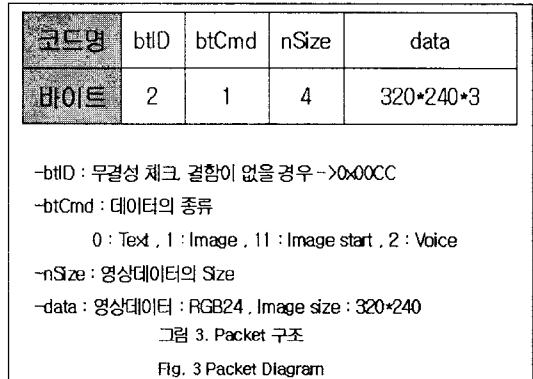 코드명 btID btCmd nSize data
바이트 2 1 4 320*240*3
-btID : 무결성 체크, 결함이 없을 경우->0x00CC
-btCmd : 데이터의 종류
0 : Text , 1 : Image , 11 : Image start , 2 : Voice
-nSize : 영상데이터의 Size
-data : 영상데이터 : RGB24 , Image size : 320*240
그림 3. Packet 구조
Fig. 3 Packet Diagram